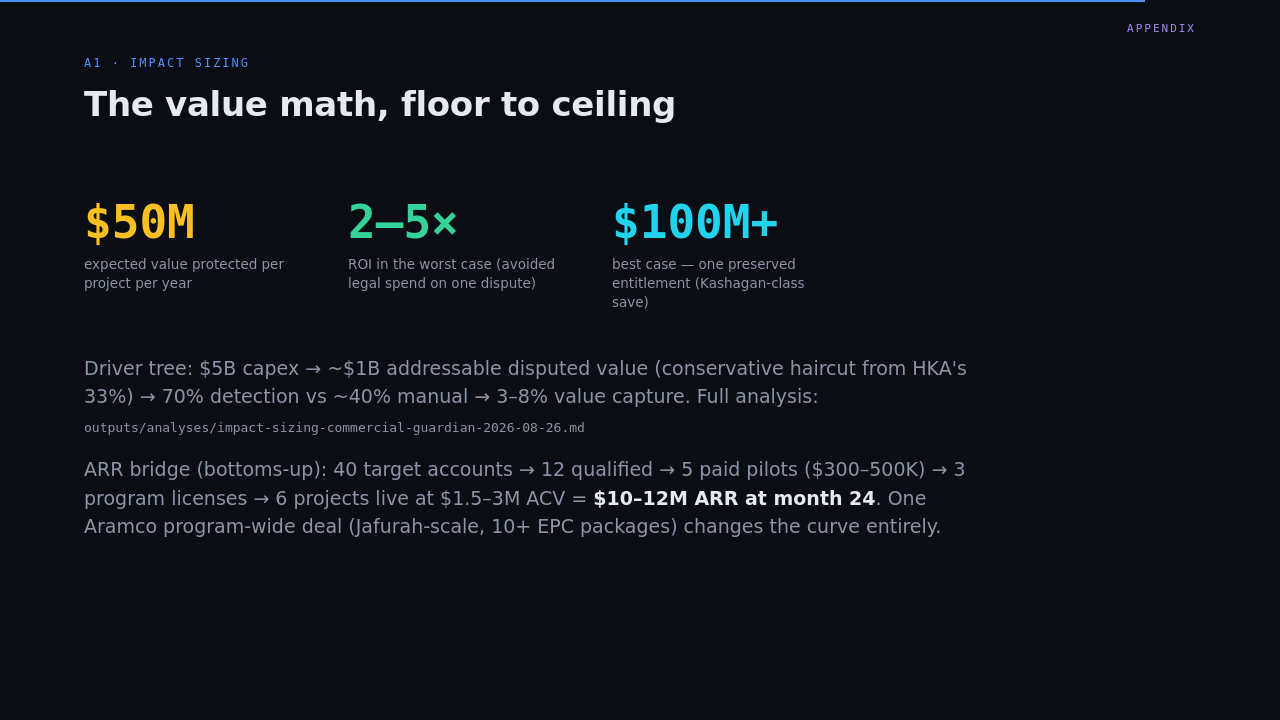 APPENDIX
A1 · IMPACT SIZING
The value math, floor to ceiling
$50M
expected value protected per
project per year
2–5×
ROI in the worst case (avoided
legal spend on one dispute)
$100M+
best case — one preserved
entitlement (Kashagan-class
save)
Driver tree: $5B capex → ~$1B addressable disputed value (conservative haircut from HKA's
33%) → 70% detection vs ~40% manual → 3–8% value capture. Full analysis:
outputs/analyses/impact-sizing-commercial-guardian-2026-08-26.md
ARR bridge (bottoms-up): 40 target accounts → 12 qualified → 5 paid pilots ($300–500K) → 3
program licenses → 6 projects live at $1.5–3M ACV = $10–12M ARR at month 24. One
Aramco program-wide deal (Jafurah-scale, 10+ EPC packages) changes the curve entirely.